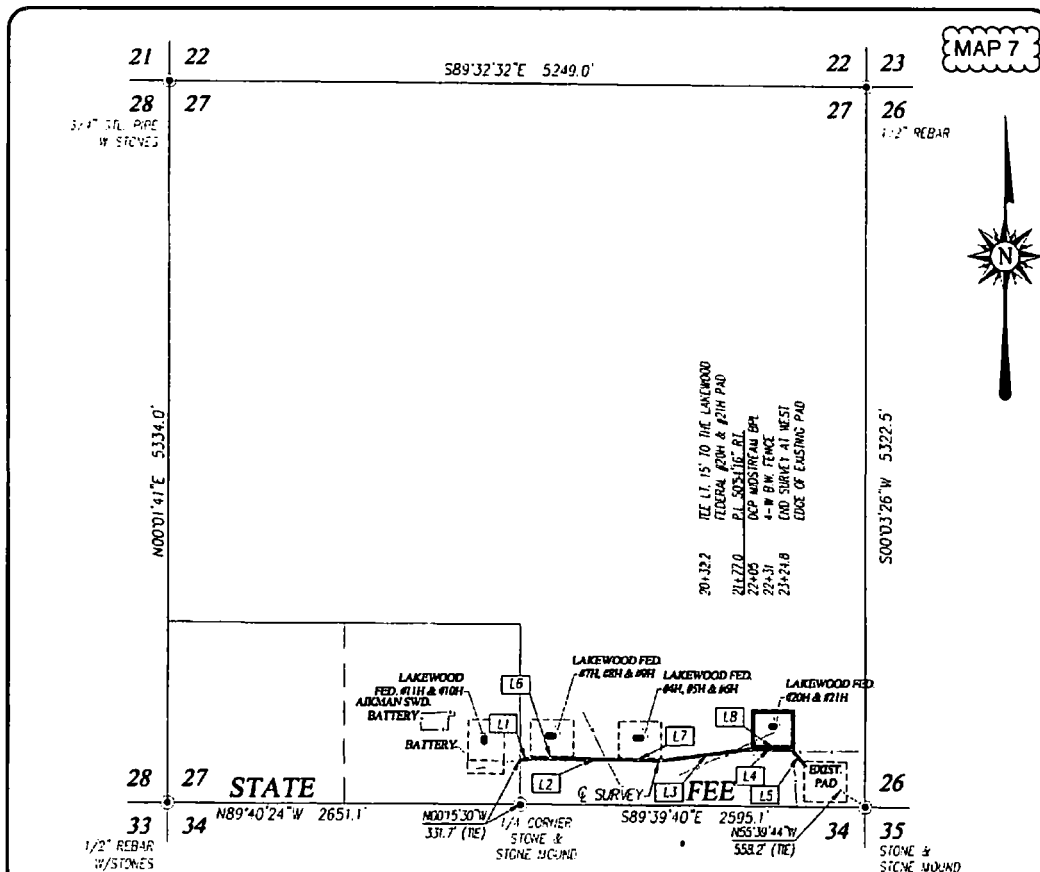 MAP 7
21 22
S89°32'32"E 5249.0'
22 23
28 27
27 26
3/4" STL. PIPE
W STONES
1/2" REBAR
N
N00°01'41"E 5334.0'
S00°03'26"W 5322.5'
20+32.2 TEE LT. 15' TO THE LAKEWOOD
FEDERAL #20H & #21H PAD
21+77.0 P.I. 50°54'16" RT.
22+05 DCP MIDSTREAM BPL
22+31 4-W B.W. FENCE
23+24.8 END SURVEY AT WEST
EDGE OF EXISTING PAD
LAKEWOOD
FED. #11H & #10H
AIKMAN SWD.
BATTERY
BATTERY
L6
L1
LAKEWOOD FED.
#7H, #8H & #9H
LAKEWOOD FED.
#4H, #5H & #6H
LAKEWOOD FED.
#20H & #21H
L8
L7
L2
L3
L4
L5
EXIST.
PAD
℄ SURVEY
STATE
FEE
28 27
33 34
N89°40'24"W 2651.1'
N00°15'30"W
331.7' (TIE)
1/4 CORNER
STONE &
STONE MOUND
S89°39'40"E 2595.1'
N55°39'44"W
558.2' (TIE)
26
34 35
1/2" REBAR
W/STONES
STONE &
STONE MOUND